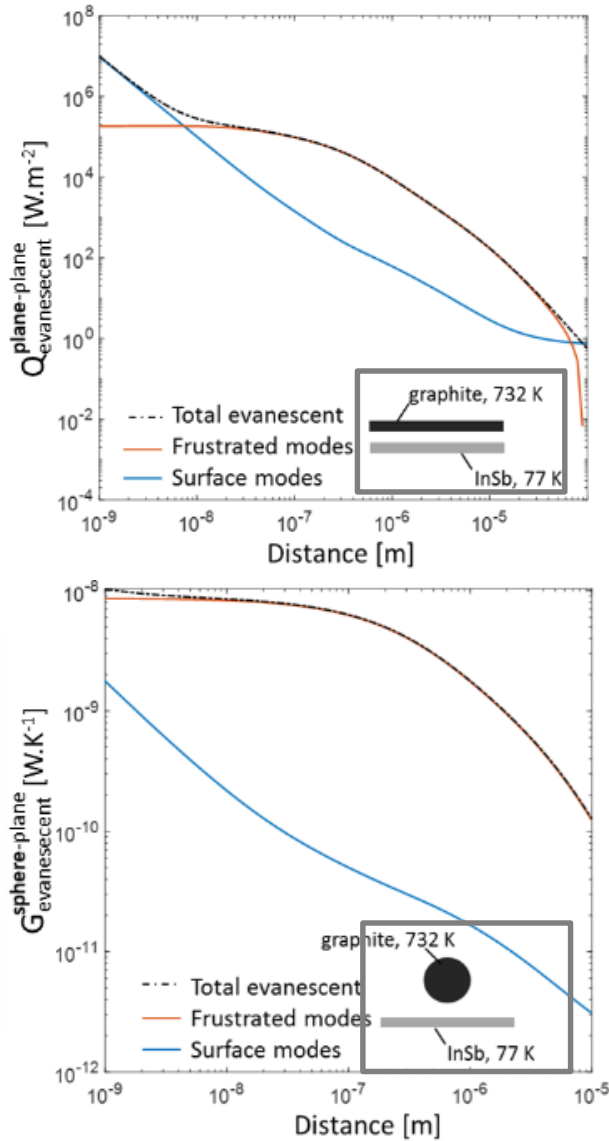 10^8
10^6
10^4
10^2
10^0
10^-2
10^-4
Q^plane-plane_evanesecent [W.m^-2]
Total evanescent
Frustrated modes
Surface modes
graphite, 732 K
InSb, 77 K
10^-9 10^-8 10^-7 10^-6 10^-5
Distance [m]
10^-8
10^-9
10^-10
10^-11
10^-12
G^sphere-plane_evanesecent [W.K^-1]
graphite, 732 K
Total evanescent
Frustrated modes
Surface modes
InSb, 77 K
10^-9 10^-8 10^-7 10^-6 10^-5
Distance [m]